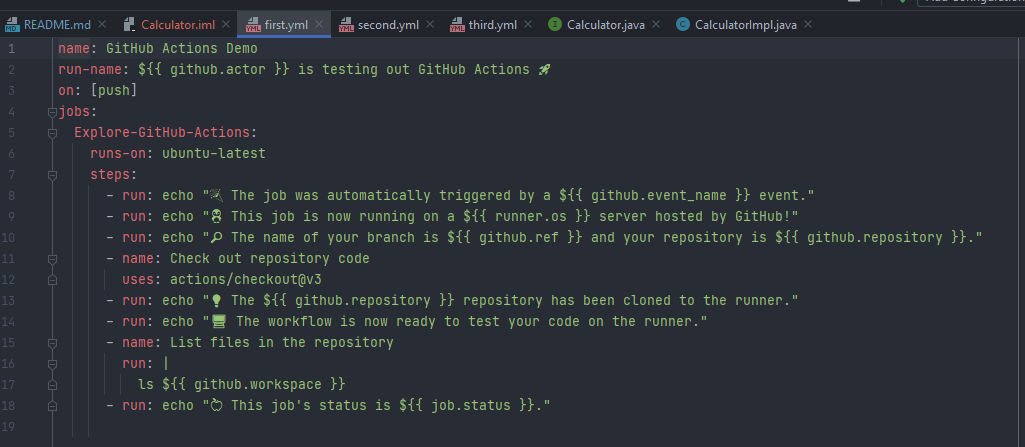 README.md Calculator.iml first.yml second.yml third.yml Calculator.java CalculatorImpl.java
1 name: GitHub Actions Demo
2 run-name: ${{ github.actor }} is testing out GitHub Actions 🚀
3 on: [push]
4 jobs:
5 Explore-GitHub-Actions:
6 runs-on: ubuntu-latest
7 steps:
8 - run: echo "🎉 The job was automatically triggered by a ${{ github.event_name }} event."
9 - run: echo "🐧 This job is now running on a ${{ runner.os }} server hosted by GitHub!"
10 - run: echo "🔎 The name of your branch is ${{ github.ref }} and your repository is ${{ github.repository }}."
11 - name: Check out repository code
12 uses: actions/checkout@v3
13 - run: echo "💡 The ${{ github.repository }} repository has been cloned to the runner."
14 - run: echo "🖥️ The workflow is now ready to test your code on the runner."
15 - name: List files in the repository
16 run: |
17 ls ${{ github.workspace }}
18 - run: echo "🍏 This job's status is ${{ job.status }}."
19